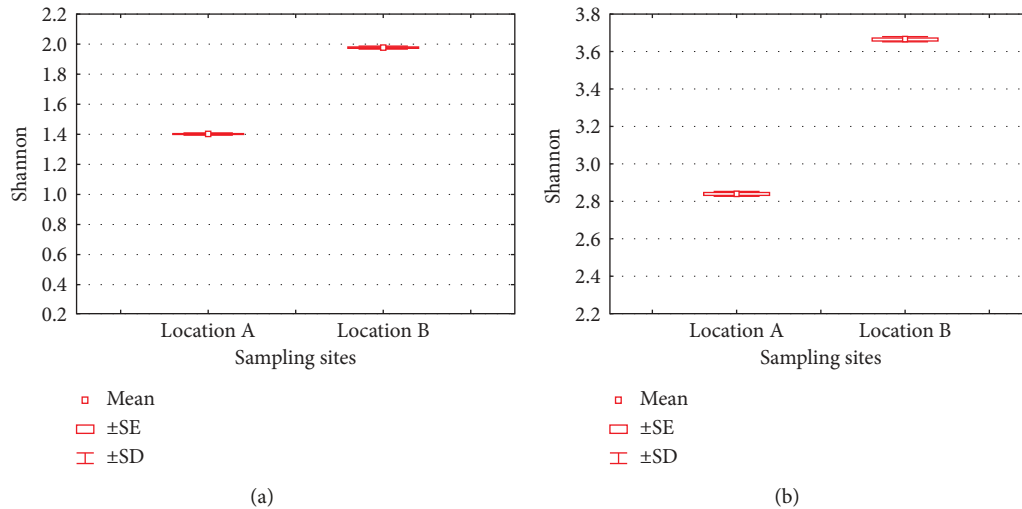 2.2
2.0
1.8
1.6
1.4
1.2
1.0
0.8
0.6
0.4
0.2
Shannon
Location A Location B
Sampling sites
Mean
±SE
±SD
(a)
3.8
3.6
3.4
3.2
3.0
2.8
2.6
2.4
2.2
Shannon
Location A Location B
Sampling sites
Mean
±SE
±SD
(b)